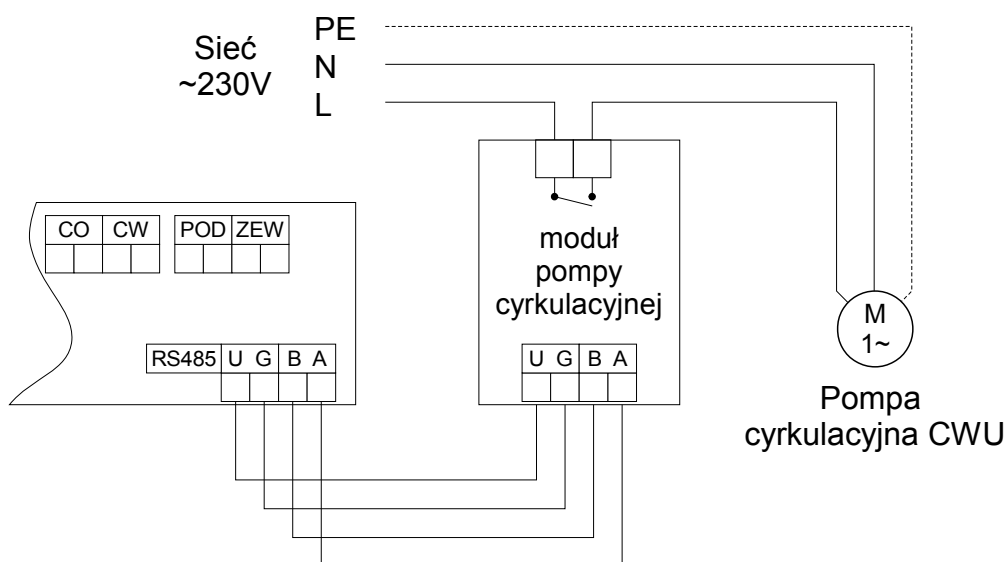 Sieć
~230V
PE
N
L
CO CW POD ZEW
moduł
pompy
cyrkulacyjnej
M
1~
RS485 U G B A
U G B A
Pompa
cyrkulacyjna CWU